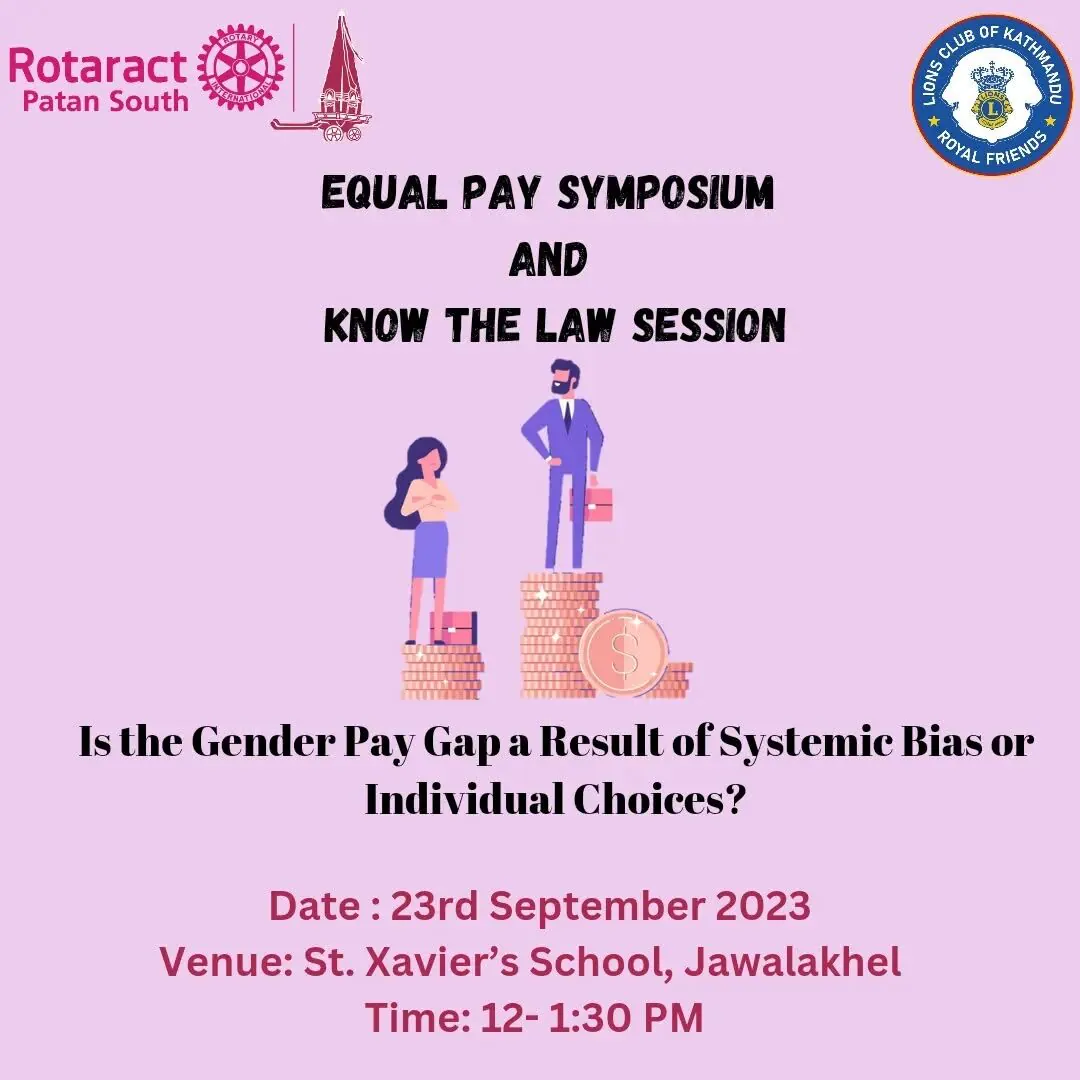 Rotaract
Patan South
ROTARY
INTERNATIONAL
LIONS CLUB OF KATHMANDU
LIONS
L
ROYAL FRIENDS
EQUAL PAY SYMPOSIUM
AND
KNOW THE LAW SESSION
$
Is the Gender Pay Gap a Result of Systemic Bias or
Individual Choices?
Date : 23rd September 2023
Venue: St. Xavier’s School, Jawalakhel
Time: 12- 1:30 PM